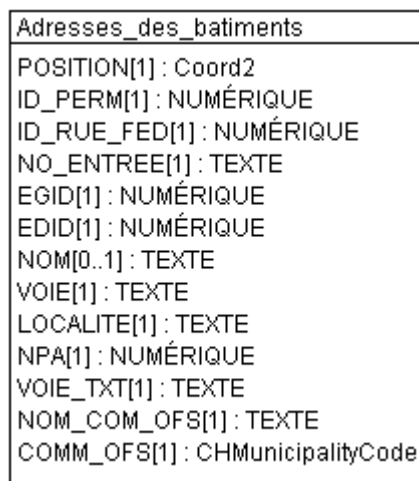 Adresses_des_batiments
POSITION[1] : Coord2
ID_PERM[1] : NUMÉRIQUE
ID_RUE_FED[1] : NUMÉRIQUE
NO_ENTREE[1] : TEXTE
EGID[1] : NUMÉRIQUE
EDID[1] : NUMÉRIQUE
NOM[0..1] : TEXTE
VOIE[1] : TEXTE
LOCALITE[1] : TEXTE
NPA[1] : NUMÉRIQUE
VOIE_TXT[1] : TEXTE
NOM_COM_OFS[1] : TEXTE
COMM_OFS[1] : CHMunicipalityCode